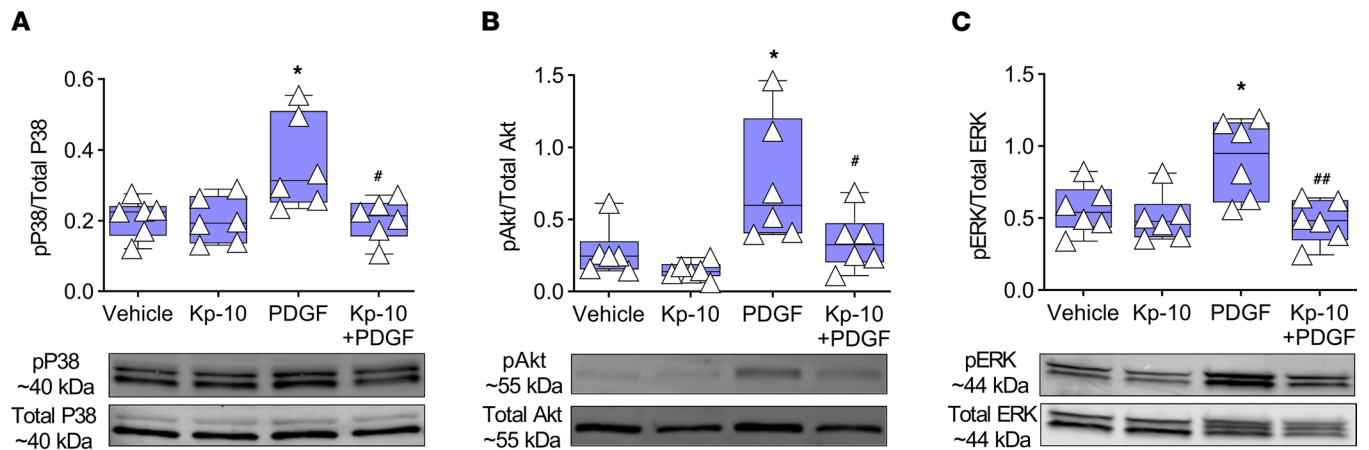 A
pP38/Total P38
0.6
0.4
0.2
0.0
*
#
Vehicle Kp-10 PDGF Kp-10
+PDGF
pP38
~40 kDa
Total P38
~40 kDa
B
pAkt/Total Akt
1.5
1.0
0.5
0.0
*
#
Vehicle Kp-10 PDGF Kp-10
+PDGF
pAkt
~55 kDa
Total Akt
~55 kDa
C
pERK/Total ERK
1.5
1.0
0.5
0.0
*
##
Vehicle Kp-10 PDGF Kp-10
+PDGF
pERK
~44 kDa
Total ERK
~44 kDa